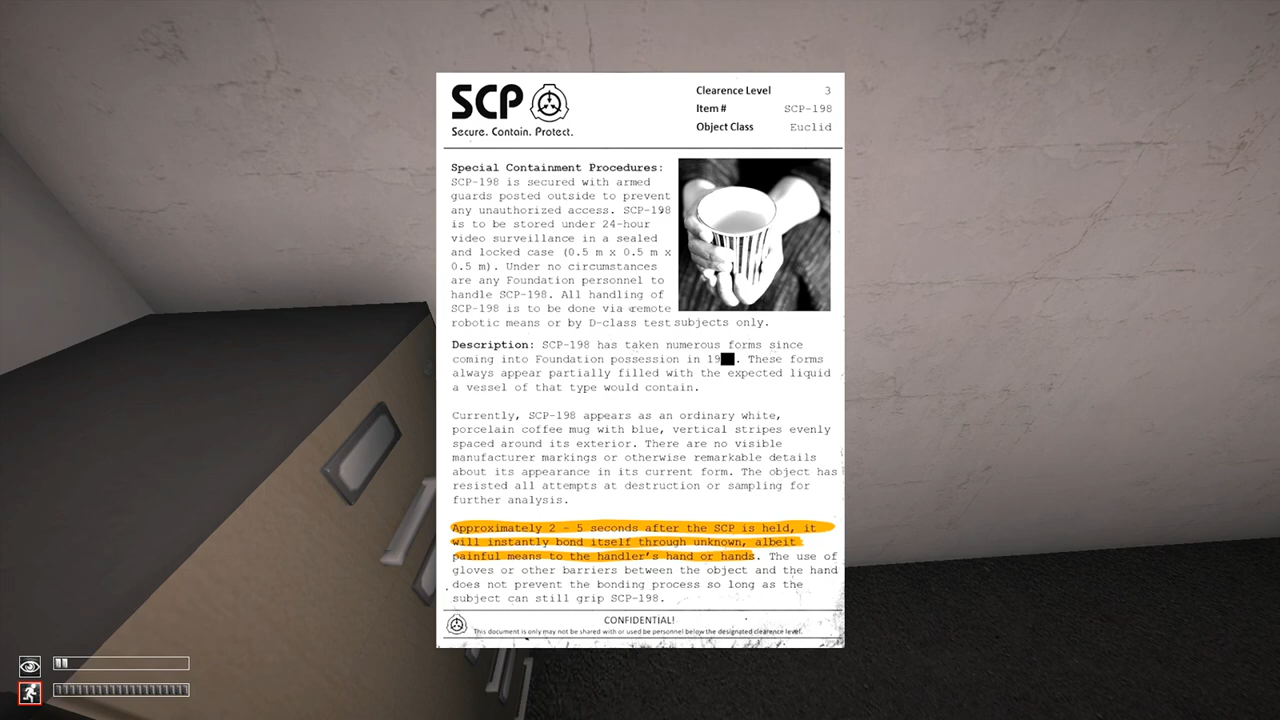 SCP
Secure. Contain. Protect.
Clearence Level 3
Item # SCP-198
Object Class Euclid
Special Containment Procedures:
SCP-198 is secured with armed
guards posted outside to prevent
any unauthorized access. SCP-198
is to be stored under 24-hour
video surveillance in a sealed
and locked case (0.5 m x 0.5 m x
0.5 m). Under no circumstances
are any Foundation personnel to
handle SCP-198. All handling of
SCP-198 is to be done via remote
robotic means or by D-class test subjects only.
Description: SCP-198 has taken numerous forms since
coming into Foundation possession in 19██. These forms
always appear partially filled with the expected liquid
a vessel of that type would contain.
Currently, SCP-198 appears as an ordinary white,
porcelain coffee mug with blue, vertical stripes evenly
spaced around its exterior. There are no visible
manufacturer markings or otherwise remarkable details
about its appearance in its current form. The object has
resisted all attempts at destruction or sampling for
further analysis.
Approximately 2 - 5 seconds after the SCP is held, it
will instantly bond itself through unknown, albeit
painful means to the handler's hand or hands. The use of
gloves or other barriers between the object and the hand
does not prevent the bonding process so long as the
subject can still grip SCP-198.
CONFIDENTIAL!
This document is only may not be shared with or used be personnel below the designated clearence level.